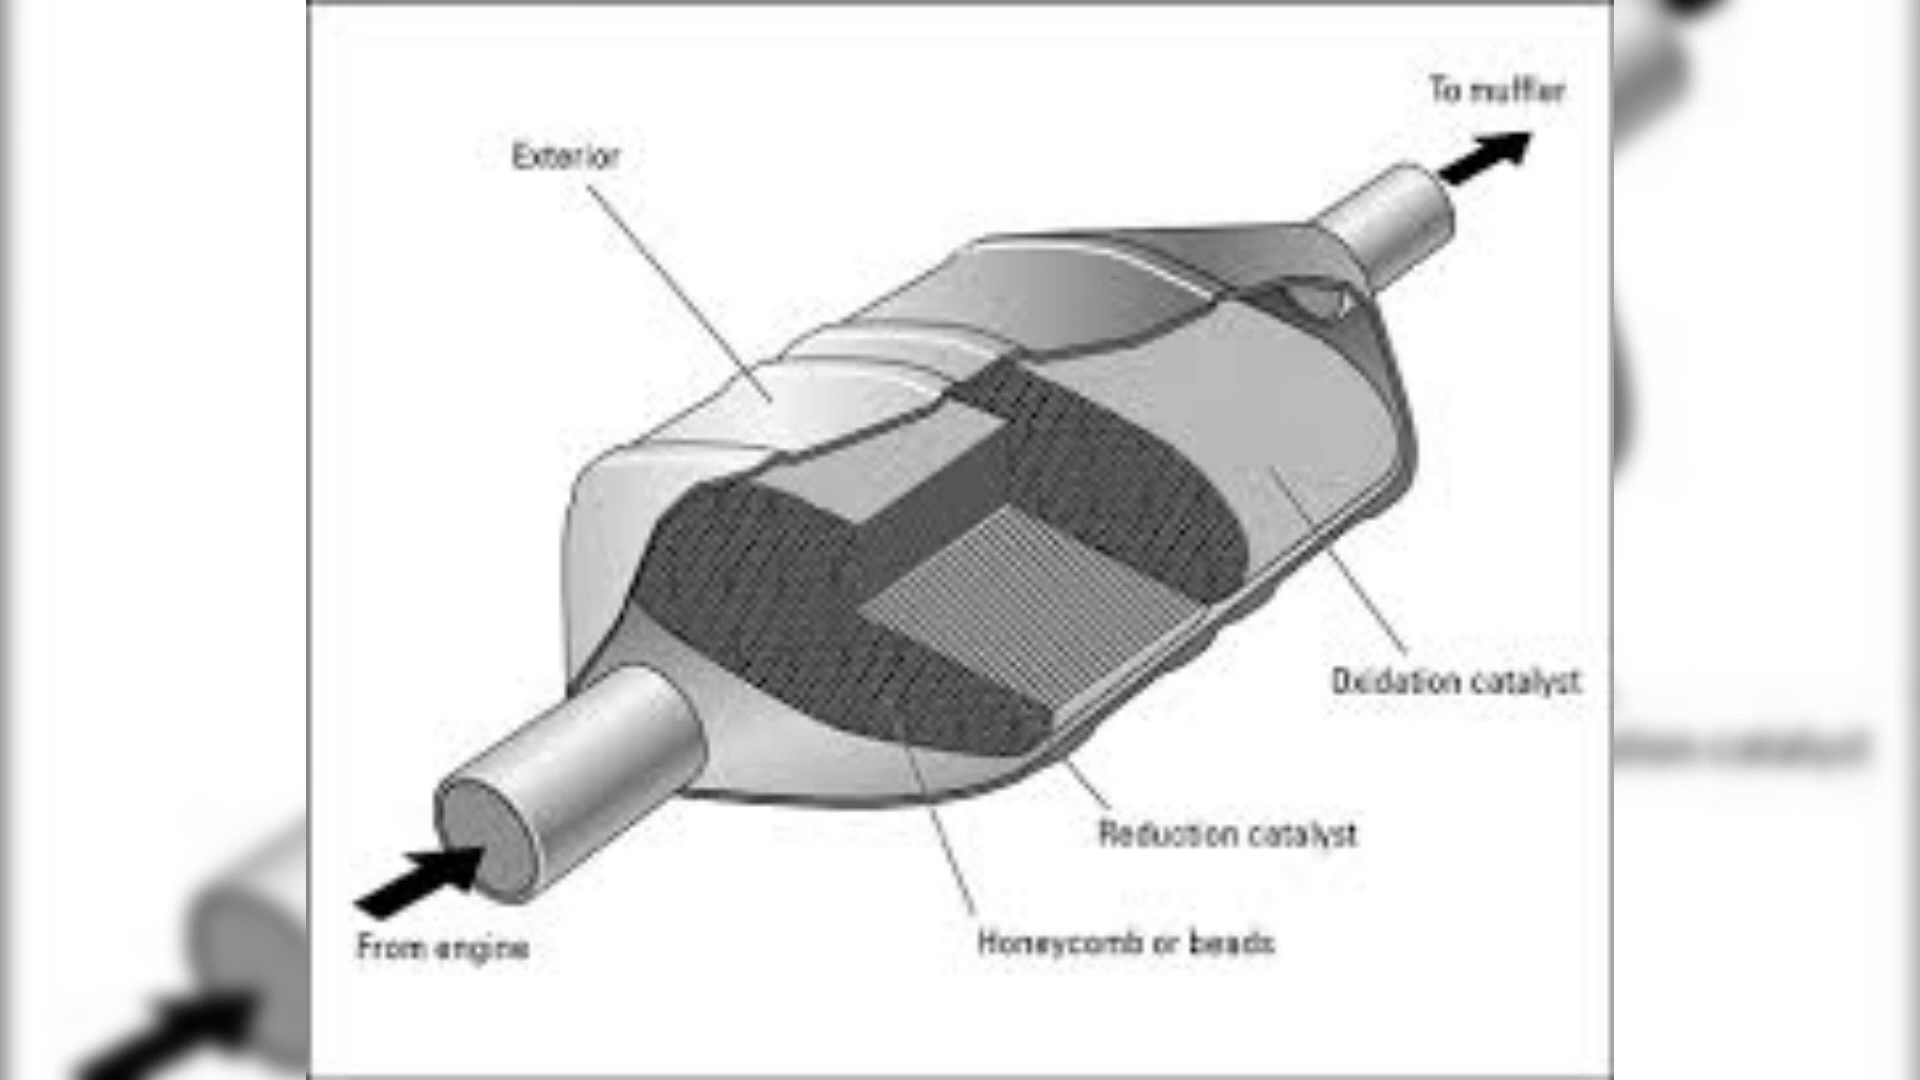 To muffler
Exterior
Oxidation catalyst
Reduction catalyst
Honeycomb or beads
From engine